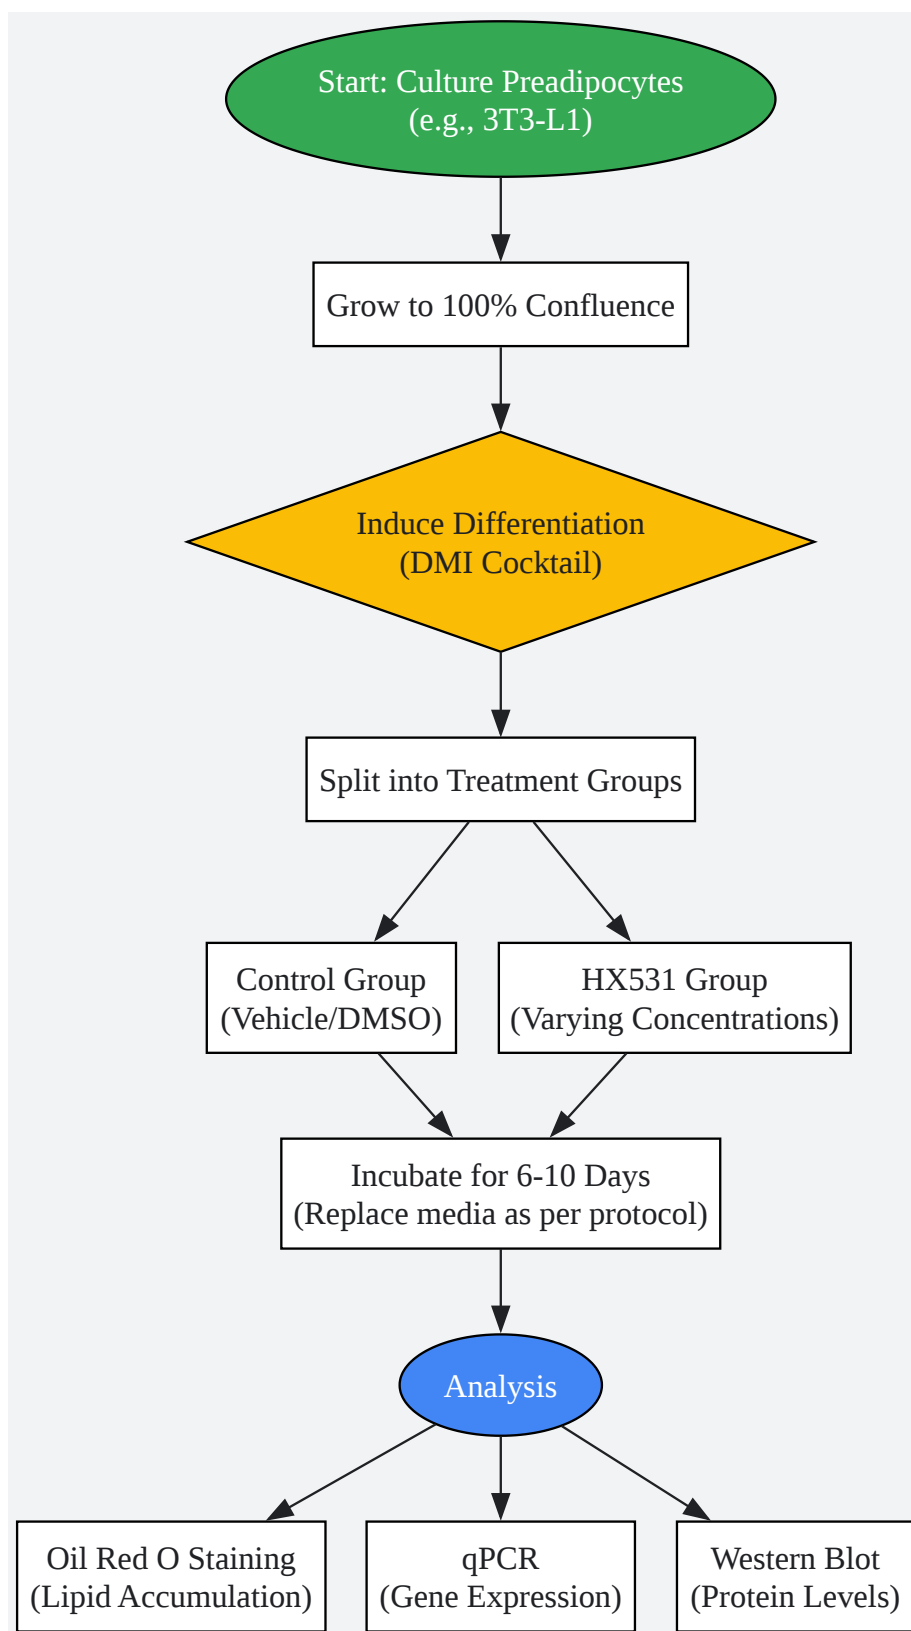 Start: Culture Preadipocytes
(e.g., 3T3-L1)
Grow to 100% Confluence
Induce Differentiation
(DMI Cocktail)
Split into Treatment Groups
Control Group
(Vehicle/DMSO)
HX531 Group
(Varying Concentrations)
Incubate for 6-10 Days
(Replace media as per protocol)
Analysis
Oil Red O Staining
(Lipid Accumulation)
qPCR
(Gene Expression)
Western Blot
(Protein Levels)